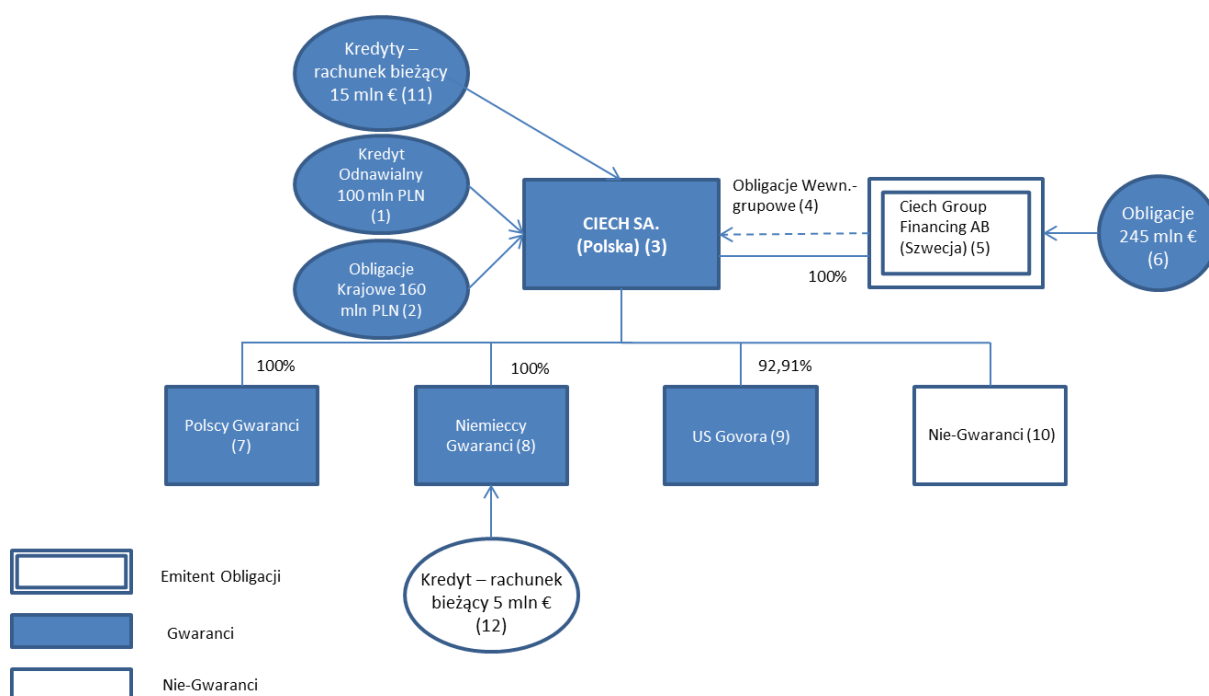 Kredyty –
rachunek bieżący
15 mln € (11)
Kredyt
Odnawialny
100 mln PLN
(1)
Obligacje
Krajowe 160
mln PLN (2)
CIECH SA.
(Polska) (3)
Obligacje Wewn.-
grupowe (4)
100%
Ciech Group
Financing AB
(Szwecja) (5)
Obligacje
245 mln €
(6)
100%
100%
92,91%
Polscy Gwaranci
(7)
Niemieccy
Gwaranci (8)
US Govora (9)
Nie-Gwaranci (10)
Kredyt – rachunek
bieżący 5 mln €
(12)
Emitent Obligacji
Gwaranci
Nie-Gwaranci